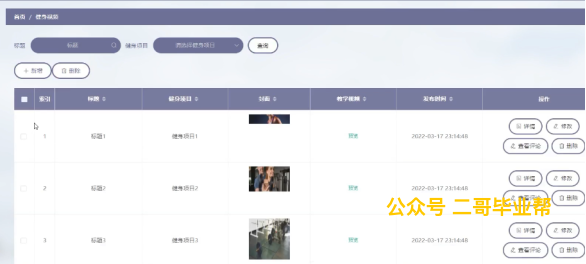 首页 / 健身视频
标题 标题 健身项目 请选择健身项目 查询
+ 新增 删除
索引 标题 健身项目 封面 教学视频 发布时间 操作
1 标题1 健身项目1 预览 2022-03-17 23:14:48 详情 修改
查看评论 删除
2 标题2 健身项目2 预览 2022-03-17 23:14:48 详情 修改
查看评论 删除
公众号 二哥毕业帮
3 标题3 健身项目3 预览 2022-03-17 23:14:48 详情 修改
查看评论 删除